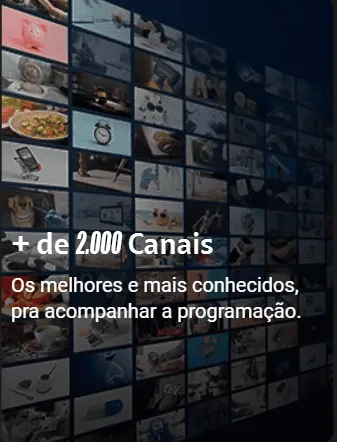 + de 2.000 Canais
Os melhores e mais conhecidos,
pra acompanhar a programação.